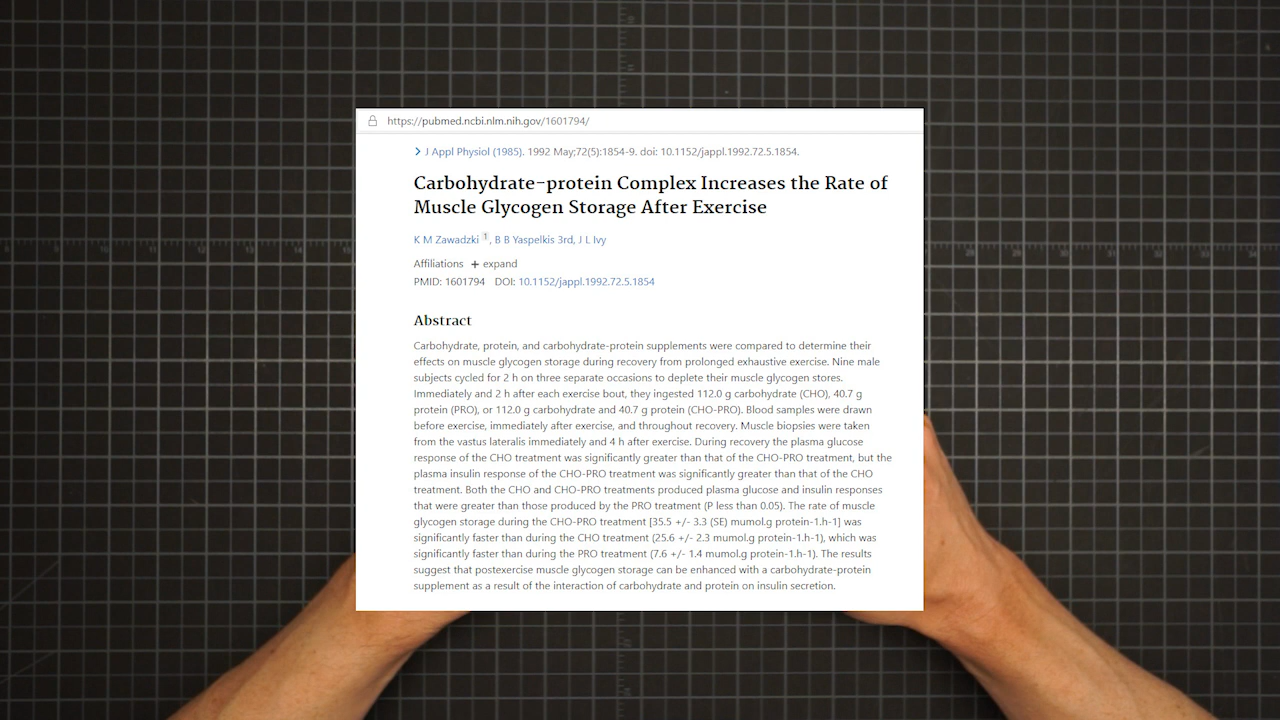 https://pubmed.ncbi.nlm.nih.gov/1601794/
J Appl Physiol (1985). 1992 May;72(5):1854-9. doi: 10.1152/jappl.1992.72.5.1854.
Carbohydrate-protein Complex Increases the Rate of
Muscle Glycogen Storage After Exercise
K M Zawadzki 1, B B Yaspelkis 3rd, J L Ivy
Affiliations + expand
PMID: 1601794 DOI: 10.1152/jappl.1992.72.5.1854
Abstract
Carbohydrate, protein, and carbohydrate-protein supplements were compared to determine their
effects on muscle glycogen storage during recovery from prolonged exhaustive exercise. Nine male
subjects cycled for 2 h on three separate occasions to deplete their muscle glycogen stores.
Immediately and 2 h after each exercise bout, they ingested 112.0 g carbohydrate (CHO), 40.7 g
protein (PRO), or 112.0 g carbohydrate and 40.7 g protein (CHO-PRO). Blood samples were drawn
before exercise, immediately after exercise, and throughout recovery. Muscle biopsies were taken
from the vastus lateralis immediately and 4 h after exercise. During recovery the plasma glucose
response of the CHO treatment was significantly greater than that of the CHO-PRO treatment, but the
plasma insulin response of the CHO-PRO treatment was significantly greater than that of the CHO
treatment. Both the CHO and CHO-PRO treatments produced plasma glucose and insulin responses
that were greater than those produced by the PRO treatment (P less than 0.05). The rate of muscle
glycogen storage during the CHO-PRO treatment [35.5 +/- 3.3 (SE) mumol.g protein-1.h-1] was
significantly faster than during the CHO treatment (25.6 +/- 2.3 mumol.g protein-1.h-1), which was
significantly faster than during the PRO treatment (7.6 +/- 1.4 mumol.g protein-1.h-1). The results
suggest that postexercise muscle glycogen storage can be enhanced with a carbohydrate-protein
supplement as a result of the interaction of carbohydrate and protein on insulin secretion.